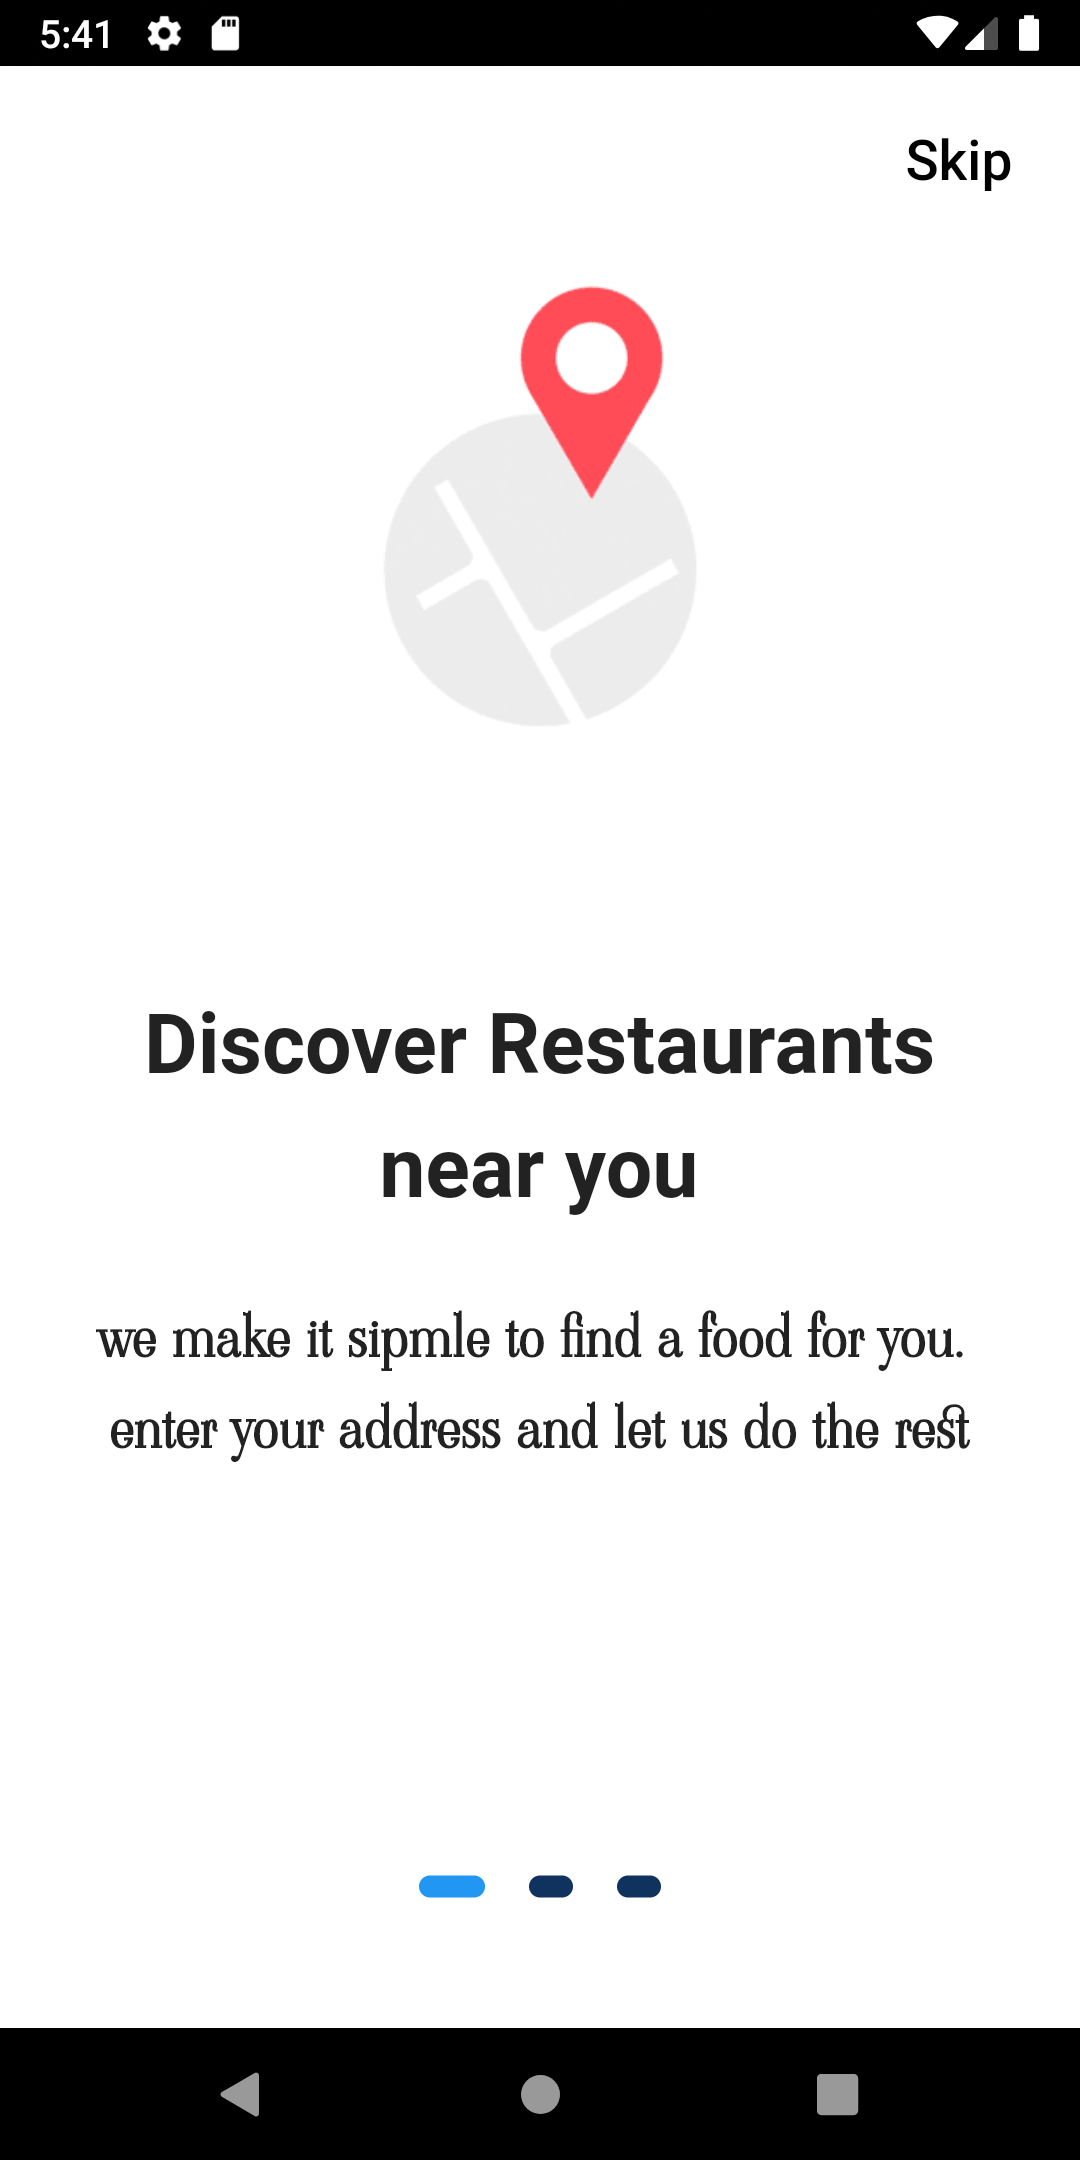 5:41
Skip
Discover Restaurants
near you
we make it sipmle to find a food for you.
enter your address and let us do the rest